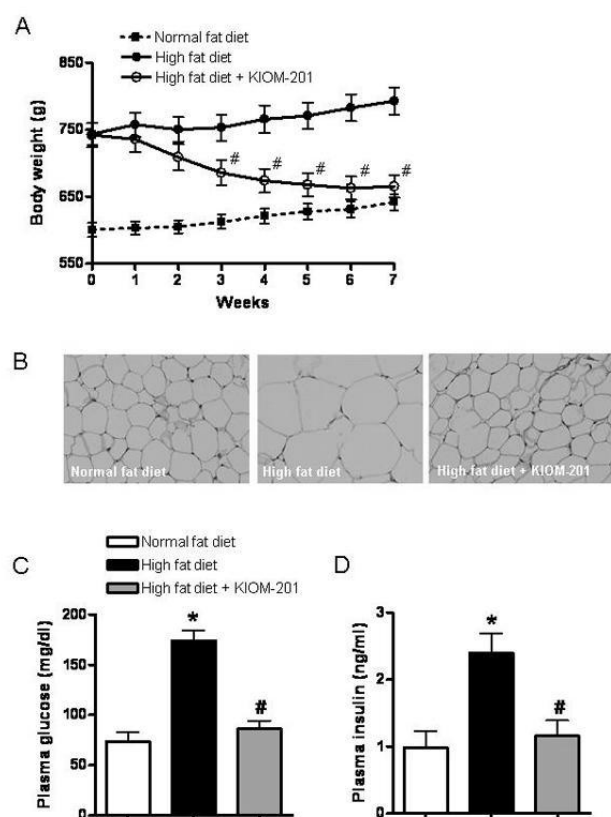 A
Normal fat diet
High fat diet
High fat diet + KIOM-201
850
750
650
550
Body weight (g)
# # # # #
0 1 2 3 4 5 6 7
Weeks
B
Normal fat diet
High fat diet
High fat diet + KIOM-201
Normal fat diet
High fat diet
High fat diet + KIOM-201
C
200
150
100
50
0
Plasma glucose (mg/dl)
*
#
D
3
2
1
0
Plasma insulin (ng/ml)
*
#